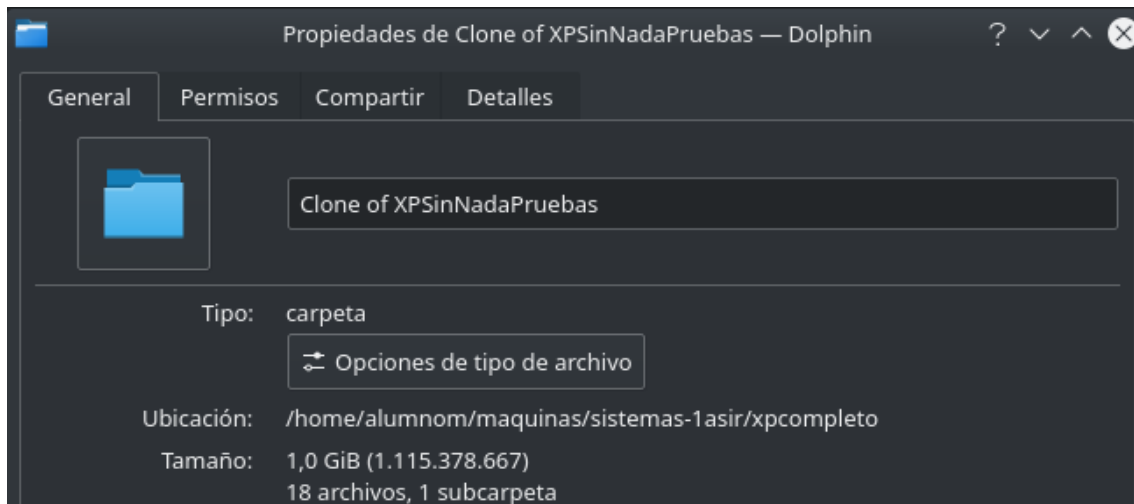 Propiedades de Clone of XPSinNadaPruebas — Dolphin
General Permisos Compartir Detalles
Clone of XPSinNadaPruebas
Tipo: carpeta
Opciones de tipo de archivo
Ubicación: /home/alumnom/maquinas/sistemas-1asir/xpcompleto
Tamaño: 1,0 GiB (1.115.378.667)
18 archivos, 1 subcarpeta